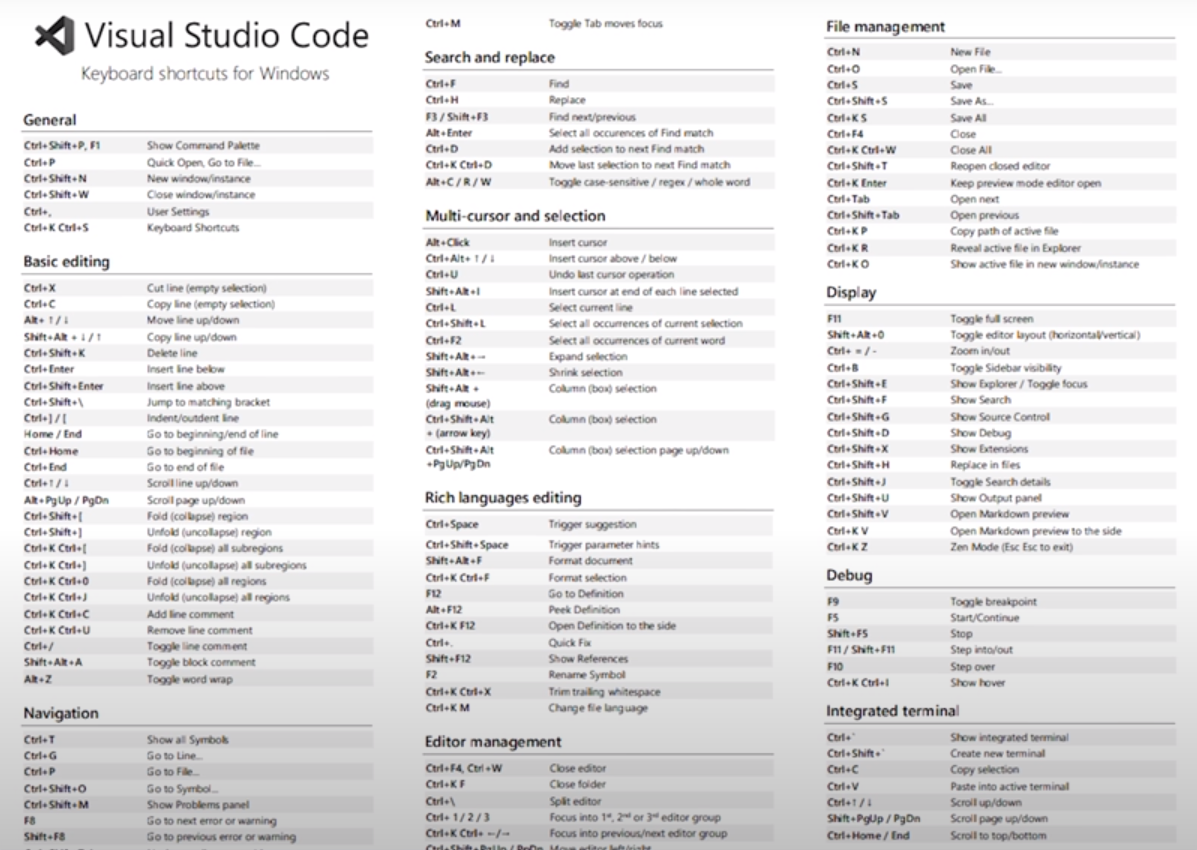 Visual Studio Code
Keyboard shortcuts for Windows
General
Ctrl+Shift+P, F1 Show Command Palette
Ctrl+P Quick Open, Go to File...
Ctrl+Shift+N New window/instance
Ctrl+Shift+W Close window/instance
Ctrl+, User Settings
Ctrl+K Ctrl+S Keyboard Shortcuts
Basic editing
Ctrl+X Cut line (empty selection)
Ctrl+C Copy line (empty selection)
Alt+ ↑ / ↓ Move line up/down
Shift+Alt + ↓ / ↑ Copy line up/down
Ctrl+Shift+K Delete line
Ctrl+Enter Insert line below
Ctrl+Shift+Enter Insert line above
Ctrl+Shift+\ Jump to matching bracket
Ctrl+] / [ Indent/outdent line
Home / End Go to beginning/end of line
Ctrl+Home Go to beginning of file
Ctrl+End Go to end of file
Ctrl+↑ / ↓ Scroll line up/down
Alt+PgUp / PgDn Scroll page up/down
Ctrl+Shift+[ Fold (collapse) region
Ctrl+Shift+] Unfold (uncollapse) region
Ctrl+K Ctrl+[ Fold (collapse) all subregions
Ctrl+K Ctrl+] Unfold (uncollapse) all subregions
Ctrl+K Ctrl+0 Fold (collapse) all regions
Ctrl+K Ctrl+J Unfold (uncollapse) all regions
Ctrl+K Ctrl+C Add line comment
Ctrl+K Ctrl+U Remove line comment
Ctrl+/ Toggle line comment
Shift+Alt+A Toggle block comment
Alt+Z Toggle word wrap
Navigation
Ctrl+T Show all Symbols
Ctrl+G Go to Line...
Ctrl+P Go to File...
Ctrl+Shift+O Go to Symbol...
Ctrl+Shift+M Show Problems panel
F8 Go to next error or warning
Shift+F8 Go to previous error or warning
Ctrl+M Toggle Tab moves focus
Search and replace
Ctrl+F Find
Ctrl+H Replace
F3 / Shift+F3 Find next/previous
Alt+Enter Select all occurences of Find match
Ctrl+D Add selection to next Find match
Ctrl+K Ctrl+D Move last selection to next Find match
Alt+C / R / W Toggle case-sensitive / regex / whole word
Multi-cursor and selection
Alt+Click Insert cursor
Ctrl+Alt+ ↑ / ↓ Insert cursor above / below
Ctrl+U Undo last cursor operation
Shift+Alt+I Insert cursor at end of each line selected
Ctrl+L Select current line
Ctrl+Shift+L Select all occurrences of current selection
Ctrl+F2 Select all occurrences of current word
Shift+Alt+→ Expand selection
Shift+Alt+← Shrink selection
Shift+Alt + Column (box) selection
(drag mouse)
Ctrl+Shift+Alt Column (box) selection
+ (arrow key)
Ctrl+Shift+Alt Column (box) selection page up/down
+PgUp/PgDn
Rich languages editing
Ctrl+Space Trigger suggestion
Ctrl+Shift+Space Trigger parameter hints
Shift+Alt+F Format document
Ctrl+K Ctrl+F Format selection
F12 Go to Definition
Alt+F12 Peek Definition
Ctrl+K F12 Open Definition to the side
Ctrl+. Quick Fix
Shift+F12 Show References
F2 Rename Symbol
Ctrl+K Ctrl+X Trim trailing whitespace
Ctrl+K M Change file language
Editor management
Ctrl+F4, Ctrl+W Close editor
Ctrl+K F Close folder
Ctrl+\ Split editor
Ctrl+ 1 / 2 / 3 Focus into 1st, 2nd or 3rd editor group
Ctrl+K Ctrl+ ←/→ Focus into previous/next editor group
Ctrl+Shift+PgUp / PgDn Move editor left/right
File management
Ctrl+N New File
Ctrl+O Open File...
Ctrl+S Save
Ctrl+Shift+S Save As...
Ctrl+K S Save All
Ctrl+F4 Close
Ctrl+K Ctrl+W Close All
Ctrl+Shift+T Reopen closed editor
Ctrl+K Enter Keep preview mode editor open
Ctrl+Tab Open next
Ctrl+Shift+Tab Open previous
Ctrl+K P Copy path of active file
Ctrl+K R Reveal active file in Explorer
Ctrl+K O Show active file in new window/instance
Display
F11 Toggle full screen
Shift+Alt+0 Toggle editor layout (horizontal/vertical)
Ctrl+ = / - Zoom in/out
Ctrl+B Toggle Sidebar visibility
Ctrl+Shift+E Show Explorer / Toggle focus
Ctrl+Shift+F Show Search
Ctrl+Shift+G Show Source Control
Ctrl+Shift+D Show Debug
Ctrl+Shift+X Show Extensions
Ctrl+Shift+H Replace in files
Ctrl+Shift+J Toggle Search details
Ctrl+Shift+U Show Output panel
Ctrl+Shift+V Open Markdown preview
Ctrl+K V Open Markdown preview to the side
Ctrl+K Z Zen Mode (Esc Esc to exit)
Debug
F9 Toggle breakpoint
F5 Start/Continue
Shift+F5 Stop
F11 / Shift+F11 Step into/out
F10 Step over
Ctrl+K Ctrl+I Show hover
Integrated terminal
Ctrl+` Show integrated terminal
Ctrl+Shift+` Create new terminal
Ctrl+C Copy selection
Ctrl+V Paste into active terminal
Ctrl+↑ / ↓ Scroll up/down
Shift+PgUp / PgDn Scroll page up/down
Ctrl+Home / End Scroll to top/bottom